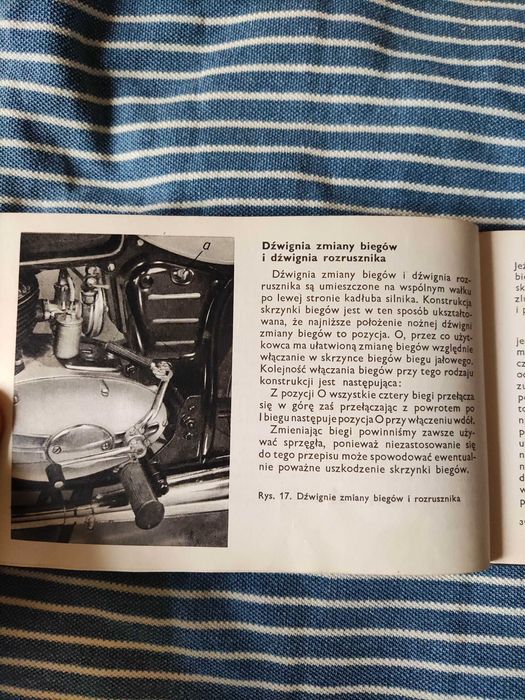 a
Dźwignia zmiany biegów
i dźwignia rozrusznika
Dźwignia zmiany biegów i dźwignia roz-
rusznika są umieszczone na wspólnym wałku
po lewej stronie kadłuba silnika. Konstrukcja
skrzynki biegów jest w ten sposób ukształto-
wana, że najniższe położenie nożnej dźwigni
zmiany biegów to pozycja. O, przez co użyt-
kowca ma ułatwioną zmianę biegów względnie
włączanie w skrzynce biegów biegu jałowego.
Kolejność włączania biegów przy tego rodzaju
konstrukcji jest następująca:
Z pozycji O wszystkie cztery biegi przełącza
się w górę zaś przełączając z powrotem po
I biegu następuje pozycja O przy włączeniu wdół.
Zmieniając biegi powinniśmy zawsze uży-
wać sprzęgła, ponieważ niezastosowanie się
do tego przepisu może spowodować ewentual-
nie poważne uszkodzenie skrzynki biegów.
Rys. 17. Dźwignie zmiany biegów i rozrusznika